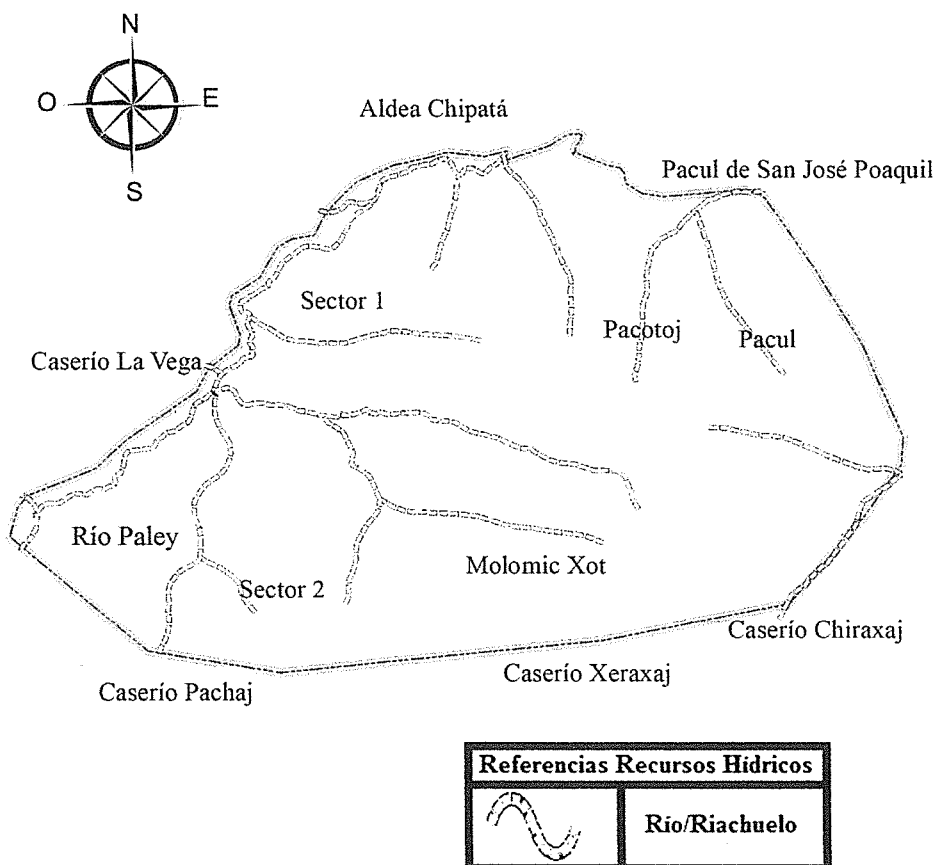 N
O
E
S
Aldea Chipatá
Pacul de San José Poaquil
Sector 1
Pacotoj
Pacul
Caserío La Vega
Río Paley
Sector 2
Molomic Xot
Caserío Chiraxaj
Caserío Xeraxaj
Caserío Pachaj
Referencias Recursos Hídricos
Río/Riachuelo